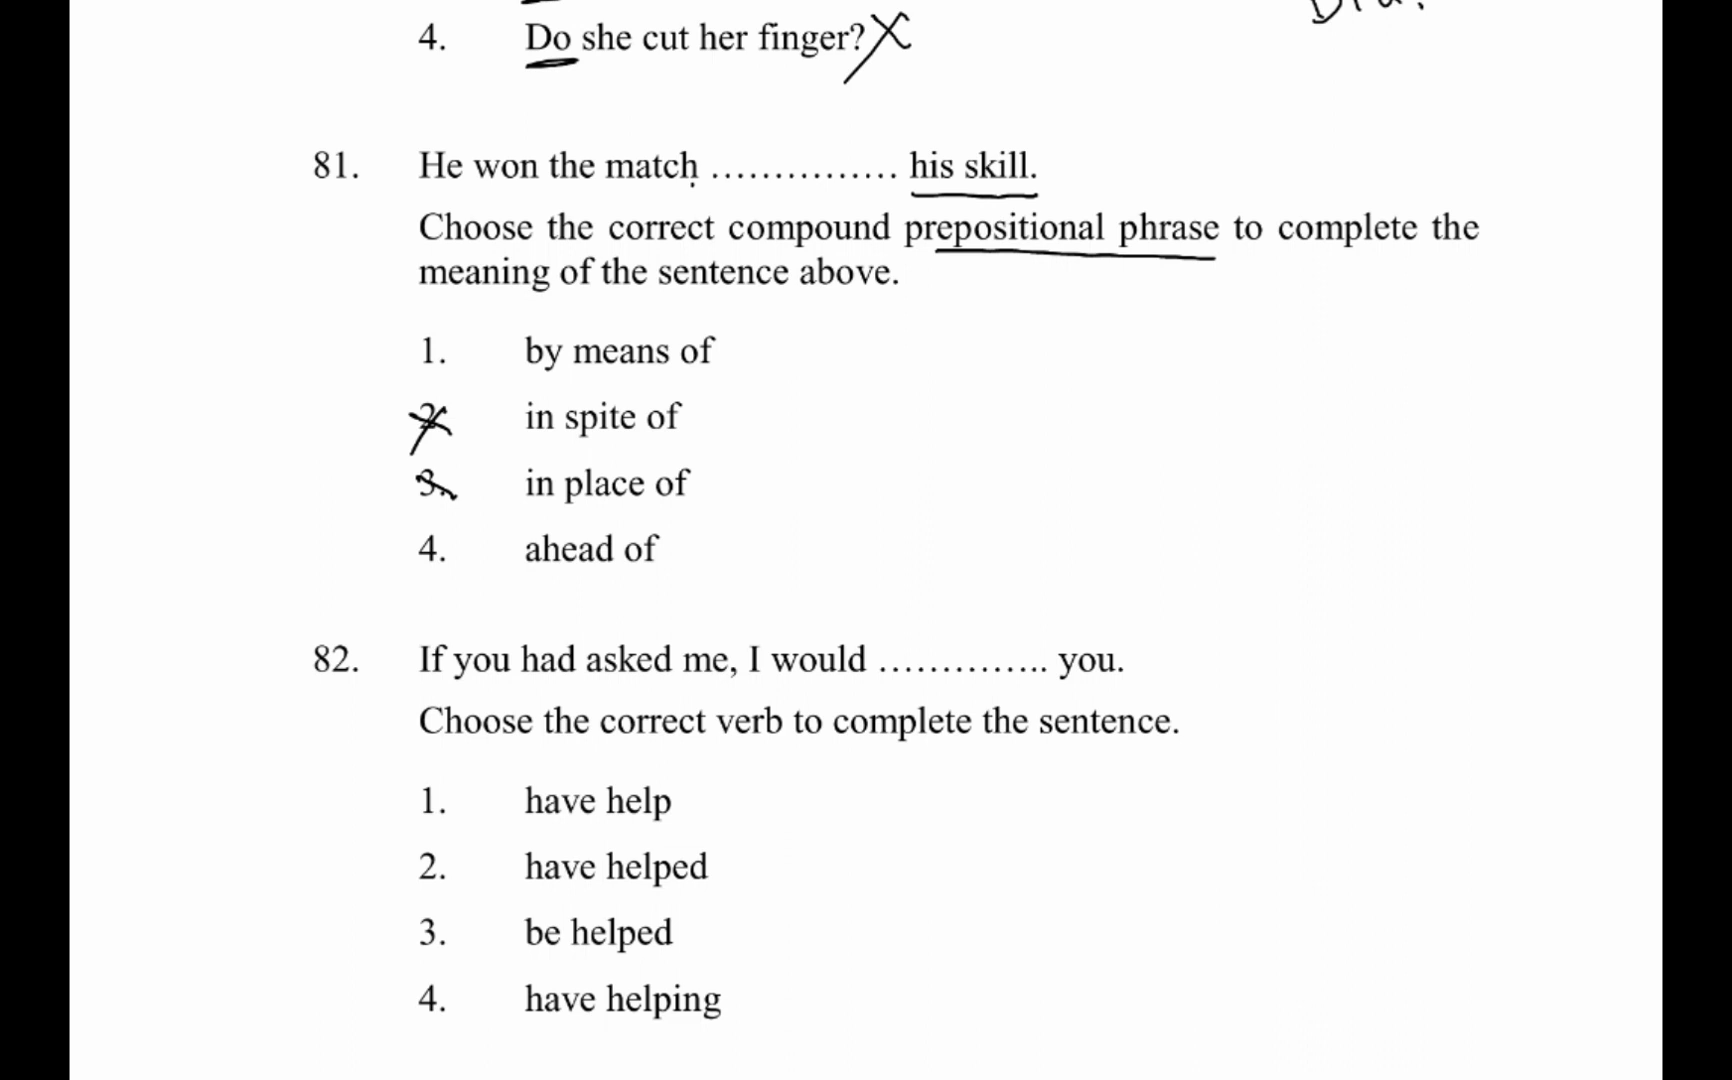 Did?
4. Do she cut her finger?
81. He won the match ............... his skill.
Choose the correct compound prepositional phrase to complete the
meaning of the sentence above.
1. by means of
2. in spite of
3. in place of
4. ahead of
82. If you had asked me, I would .............. you.
Choose the correct verb to complete the sentence.
1. have help
2. have helped
3. be helped
4. have helping